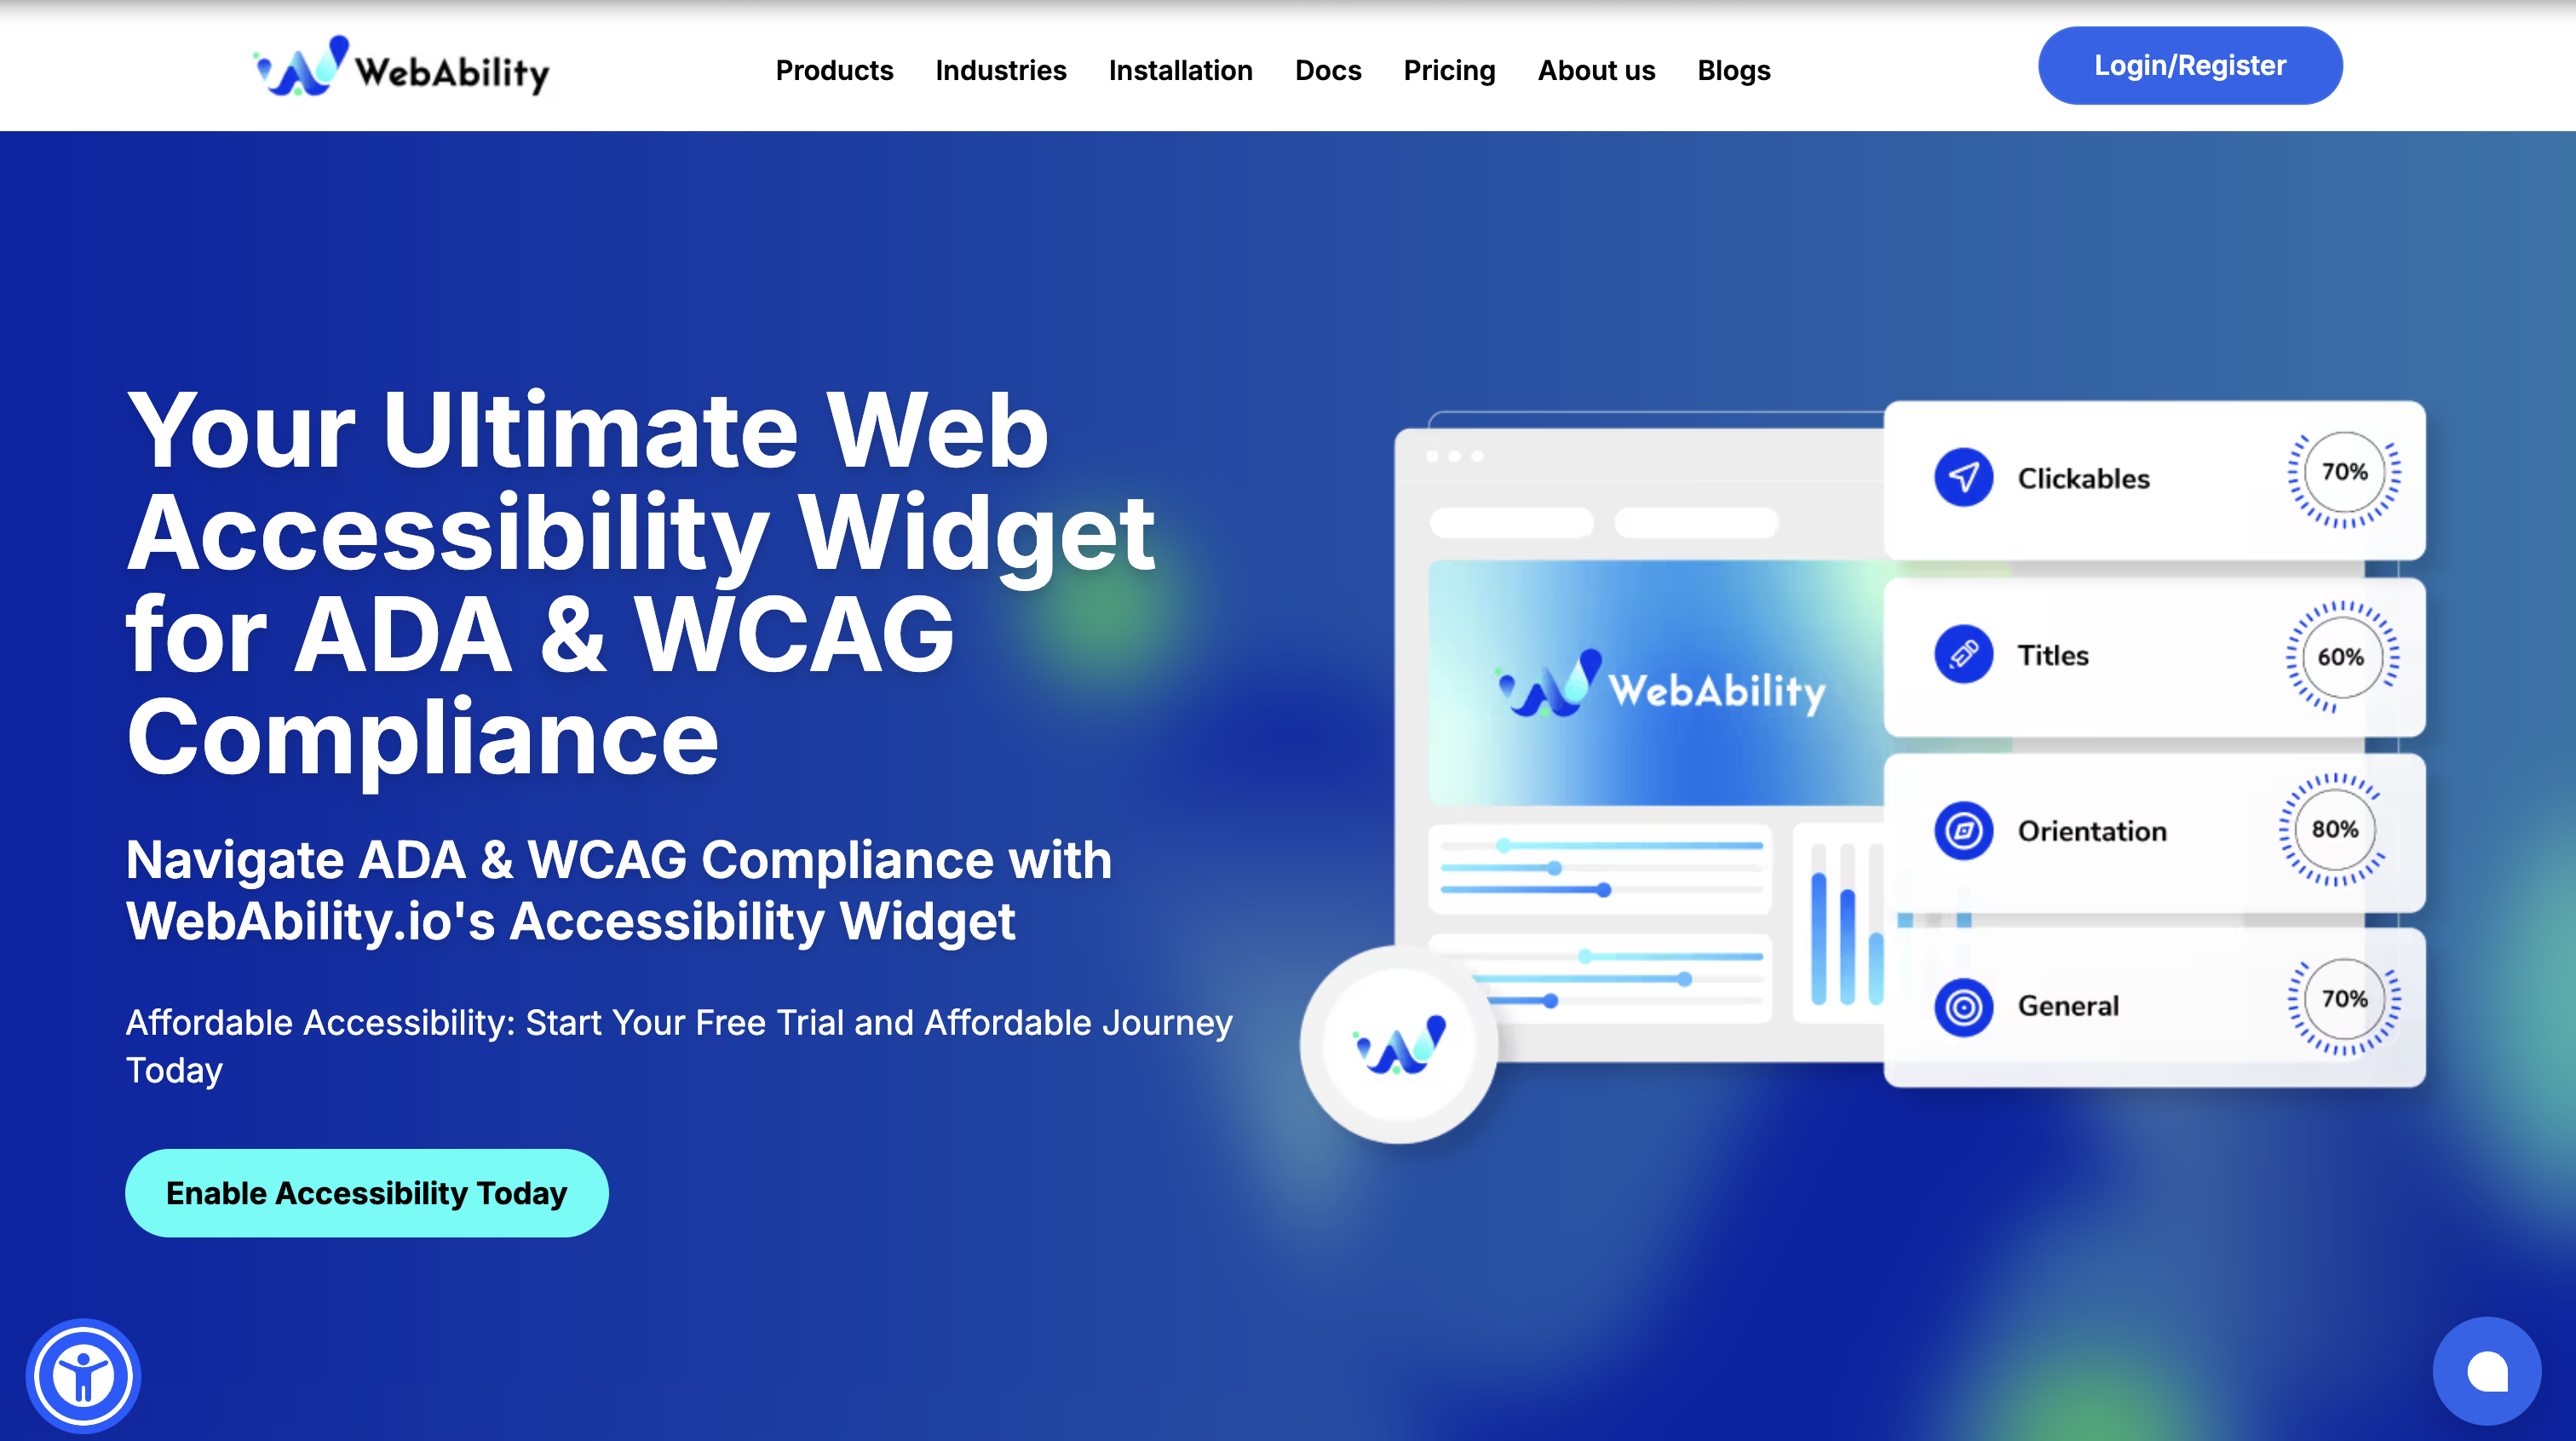 WebAbility
Products
Industries
Installation
Docs
Pricing
About us
Blogs
Login/Register
Your Ultimate Web
Accessibility Widget
for ADA & WCAG
Compliance
Navigate ADA & WCAG Compliance with
WebAbility.io's Accessibility Widget
Affordable Accessibility: Start Your Free Trial and Affordable Journey
Today
Enable Accessibility Today
WebAbility
Clickables
70%
Titles
60%
Orientation
80%
General
70%